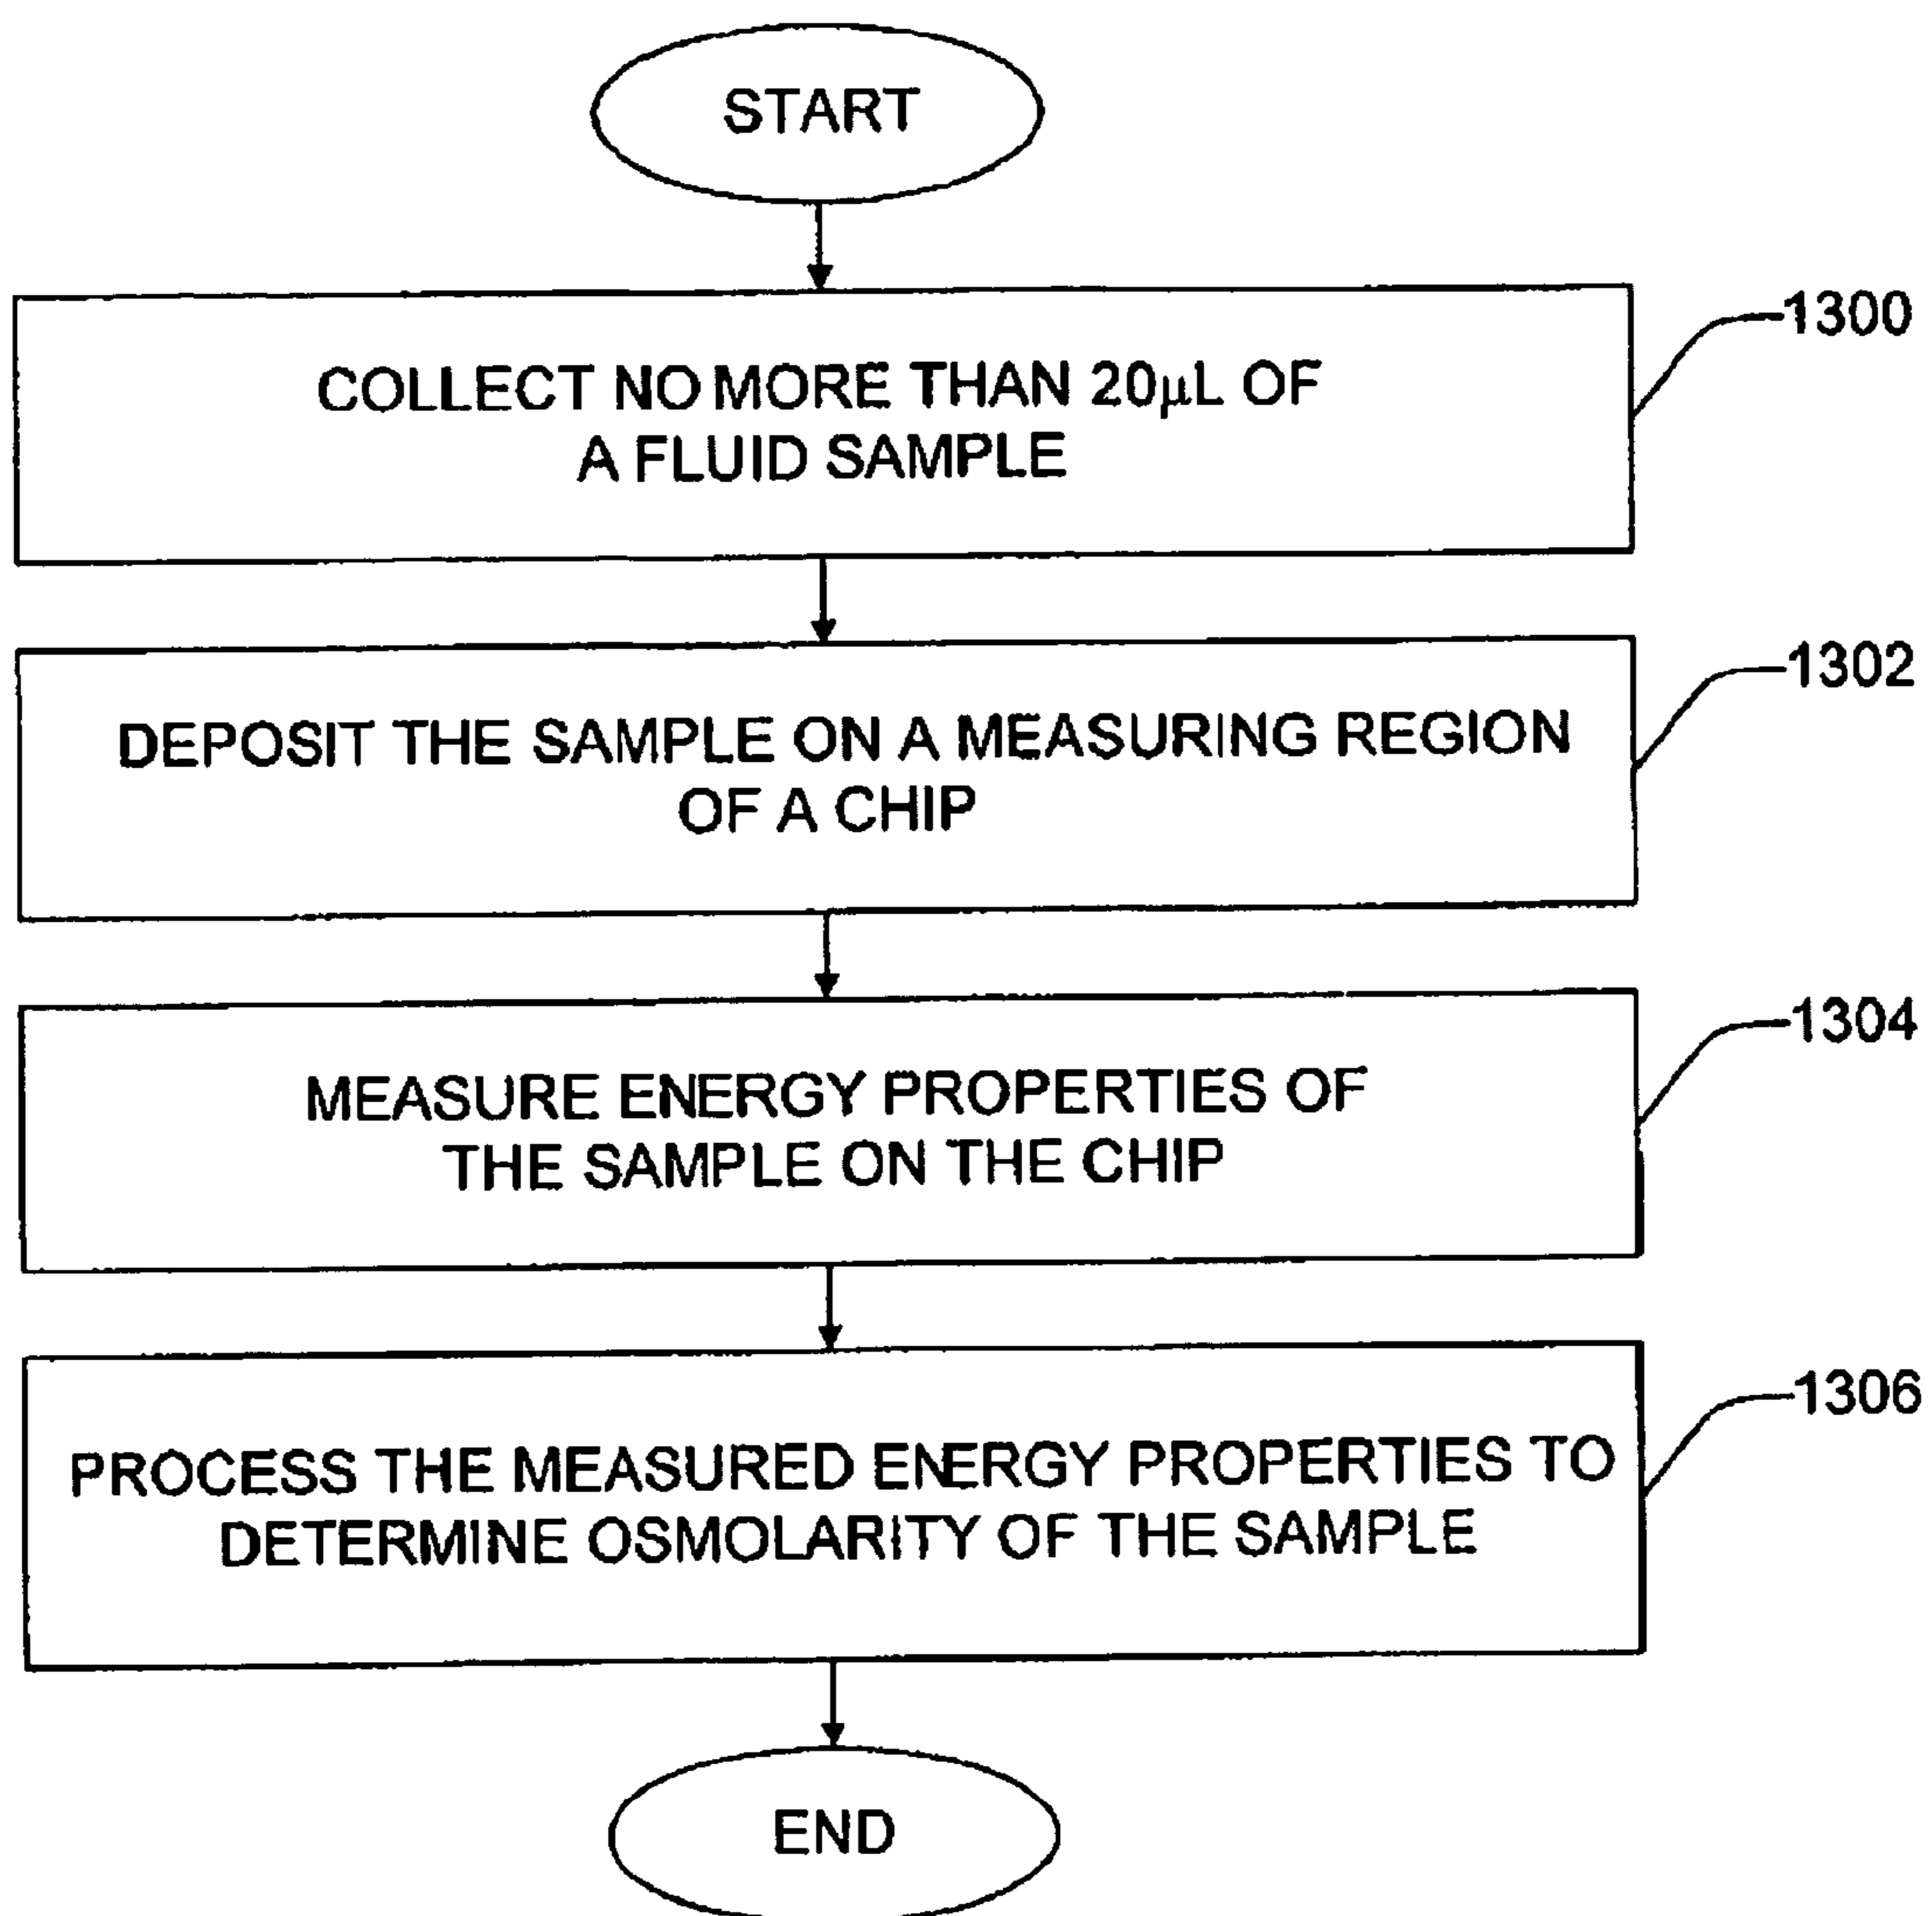 START
COLLECT NO MORE THAN 20μL OF
A FLUID SAMPLE
1300
DEPOSIT THE SAMPLE ON A MEASURING REGION
OF A CHIP
1302
MEASURE ENERGY PROPERTIES OF
THE SAMPLE ON THE CHIP
1304
PROCESS THE MEASURED ENERGY PROPERTIES TO
DETERMINE OSMOLARITY OF THE SAMPLE
1306
END